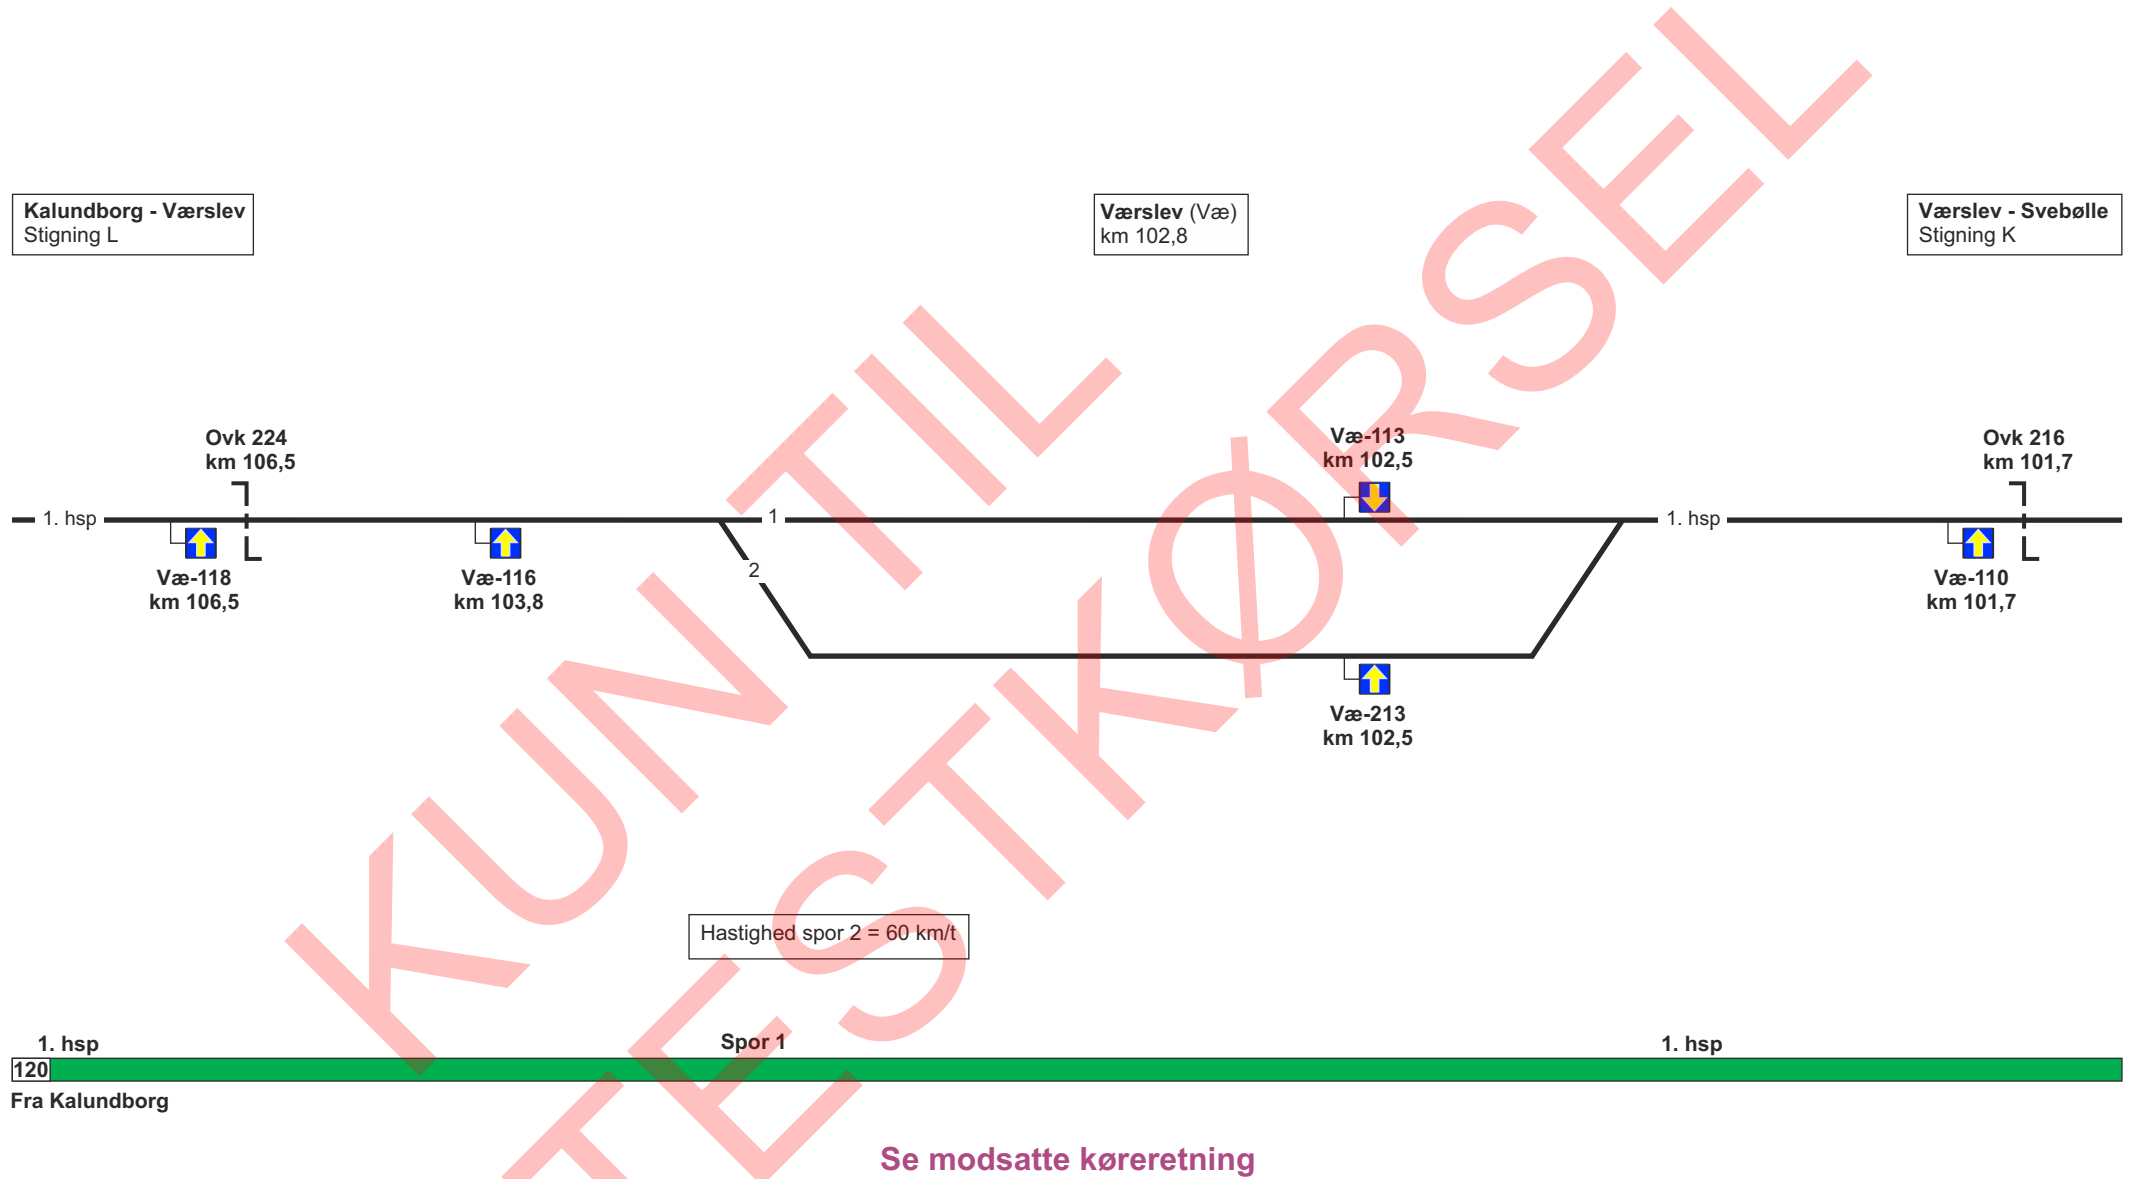 Kalundborg - Værslev
Stigning L
Værslev (Væ)
km 102,8
Værslev - Svebølle
Stigning K
Ovk 224
km 106,5
Væ-113
km 102,5
Ovk 216
km 101,7
1. hsp
1
1. hsp
Væ-118
km 106,5
Væ-116
km 103,8
2
Væ-110
km 101,7
Væ-213
km 102,5
KUN TIL
TESTKØRSEL
Hastighed spor 2 = 60 km/t
1. hsp
Spor 1
1. hsp
120
Fra Kalundborg
Se modsatte køreretning